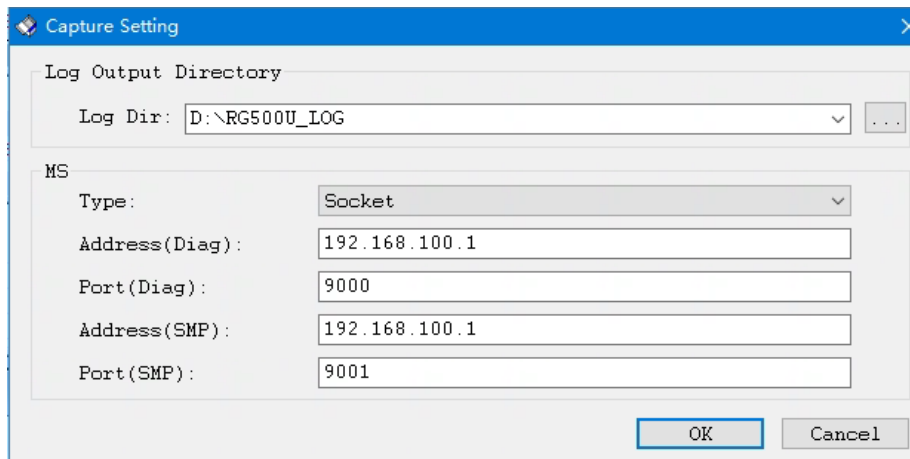 Capture Setting
Log Output Directory
Log Dir: D:\RG500U_LOG
...
MS
Type: Socket
Address(Diag): 192.168.100.1
Port(Diag): 9000
Address(SMP): 192.168.100.1
Port(SMP): 9001
OK Cancel